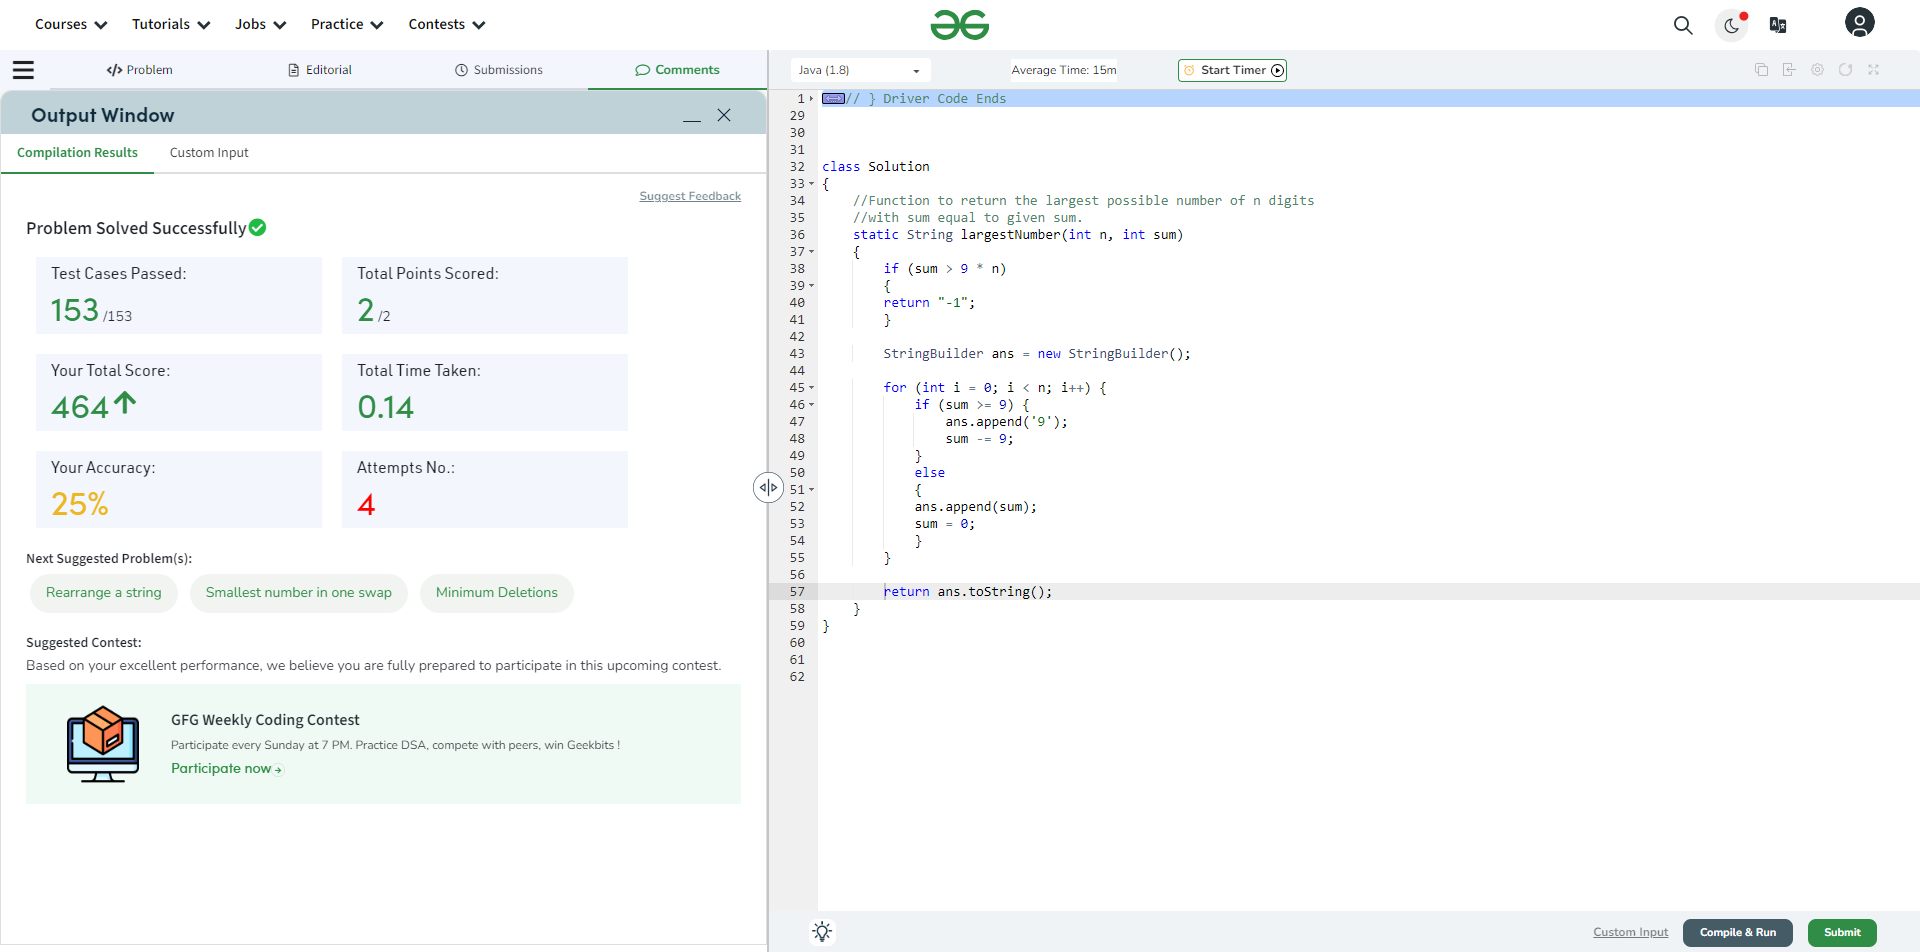 Courses Tutorials Jobs Practice Contests
Problem Editorial Submissions Comments
Output Window
Compilation Results Custom Input
Suggest Feedback
Problem Solved Successfully
Test Cases Passed:
153 /153
Total Points Scored:
2 /2
Your Total Score:
464
Total Time Taken:
0.14
Your Accuracy:
25%
Attempts No.:
4
Next Suggested Problem(s):
Rearrange a string Smallest number in one swap Minimum Deletions
Suggested Contest:
Based on your excellent performance, we believe you are fully prepared to participate in this upcoming contest.
GFG Weekly Coding Contest
Participate every Sunday at 7 PM. Practice DSA, compete with peers, win Geekbits !
Participate now
Java (1.8) Average Time: 15m Start Timer
1 // } Driver Code Ends
29
30
31
32 class Solution
33 {
34 //Function to return the largest possible number of n digits
35 //with sum equal to given sum.
36 static String largestNumber(int n, int sum)
37 {
38 if (sum > 9 * n)
39 {
40 return "-1";
41 }
42
43 StringBuilder ans = new StringBuilder();
44
45 for (int i = 0; i < n; i++) {
46 if (sum >= 9) {
47 ans.append('9');
48 sum -= 9;
49 }
50 else
51 {
52 ans.append(sum);
53 sum = 0;
54 }
55 }
56
57 return ans.toString();
58 }
59 }
60
61
62
Custom Input Compile & Run Submit